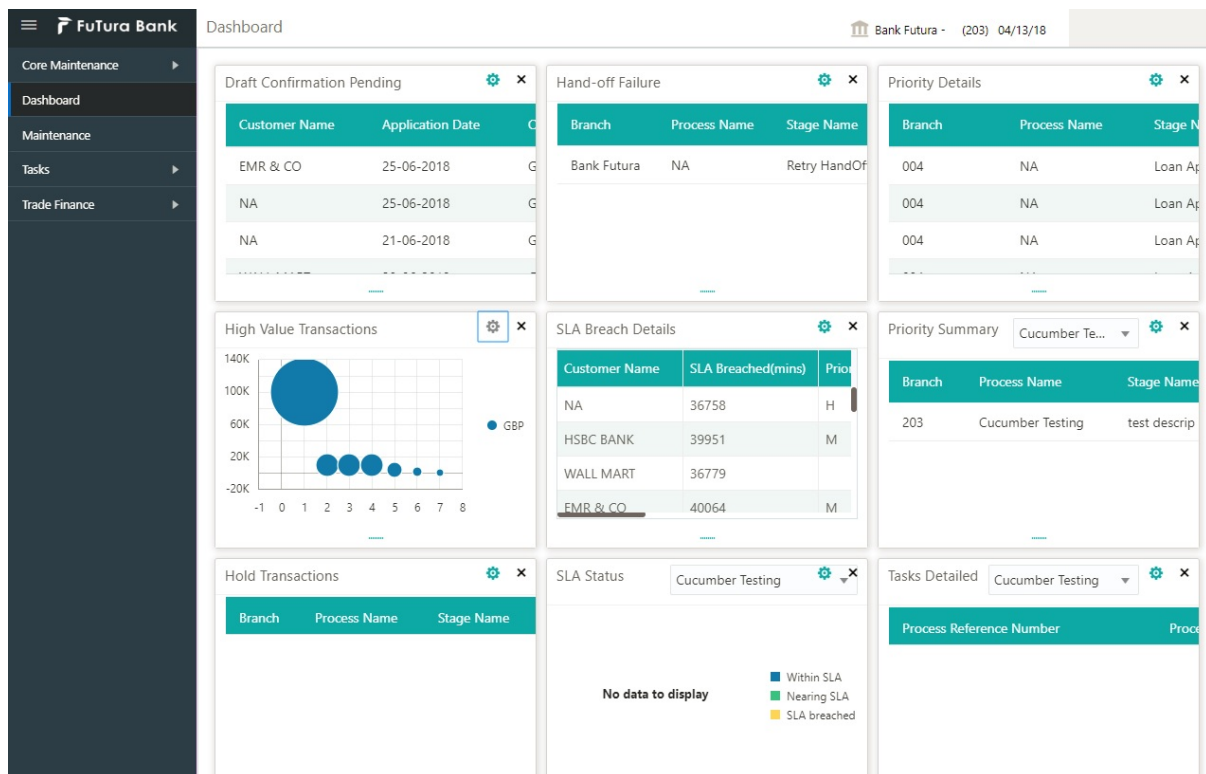 FuTura Bank
Dashboard
Bank Futura - (203) 04/13/18
Core Maintenance
Dashboard
Maintenance
Tasks
Trade Finance
Draft Confirmation Pending
Customer Name Application Date C
EMR & CO 25-06-2018 G
NA 25-06-2018 G
NA 21-06-2018 G
Hand-off Failure
Branch Process Name Stage Name
Bank Futura NA Retry HandOf
Priority Details
Branch Process Name Stage N
004 NA Loan Ap
004 NA Loan Ap
004 NA Loan Ap
High Value Transactions
140K
100K
60K
20K
-20K
-1 0 1 2 3 4 5 6 7 8
GBP
SLA Breach Details
Customer Name SLA Breached(mins) Prior
NA 36758 H
HSBC BANK 39951 M
WALL MART 36779
EMR & CO 40064 M
Priority Summary Cucumber Te...
Branch Process Name Stage Name
203 Cucumber Testing test descrip
Hold Transactions
Branch Process Name Stage Name
SLA Status Cucumber Testing
No data to display
Within SLA
Nearing SLA
SLA breached
Tasks Detailed Cucumber Testing
Process Reference Number Proce